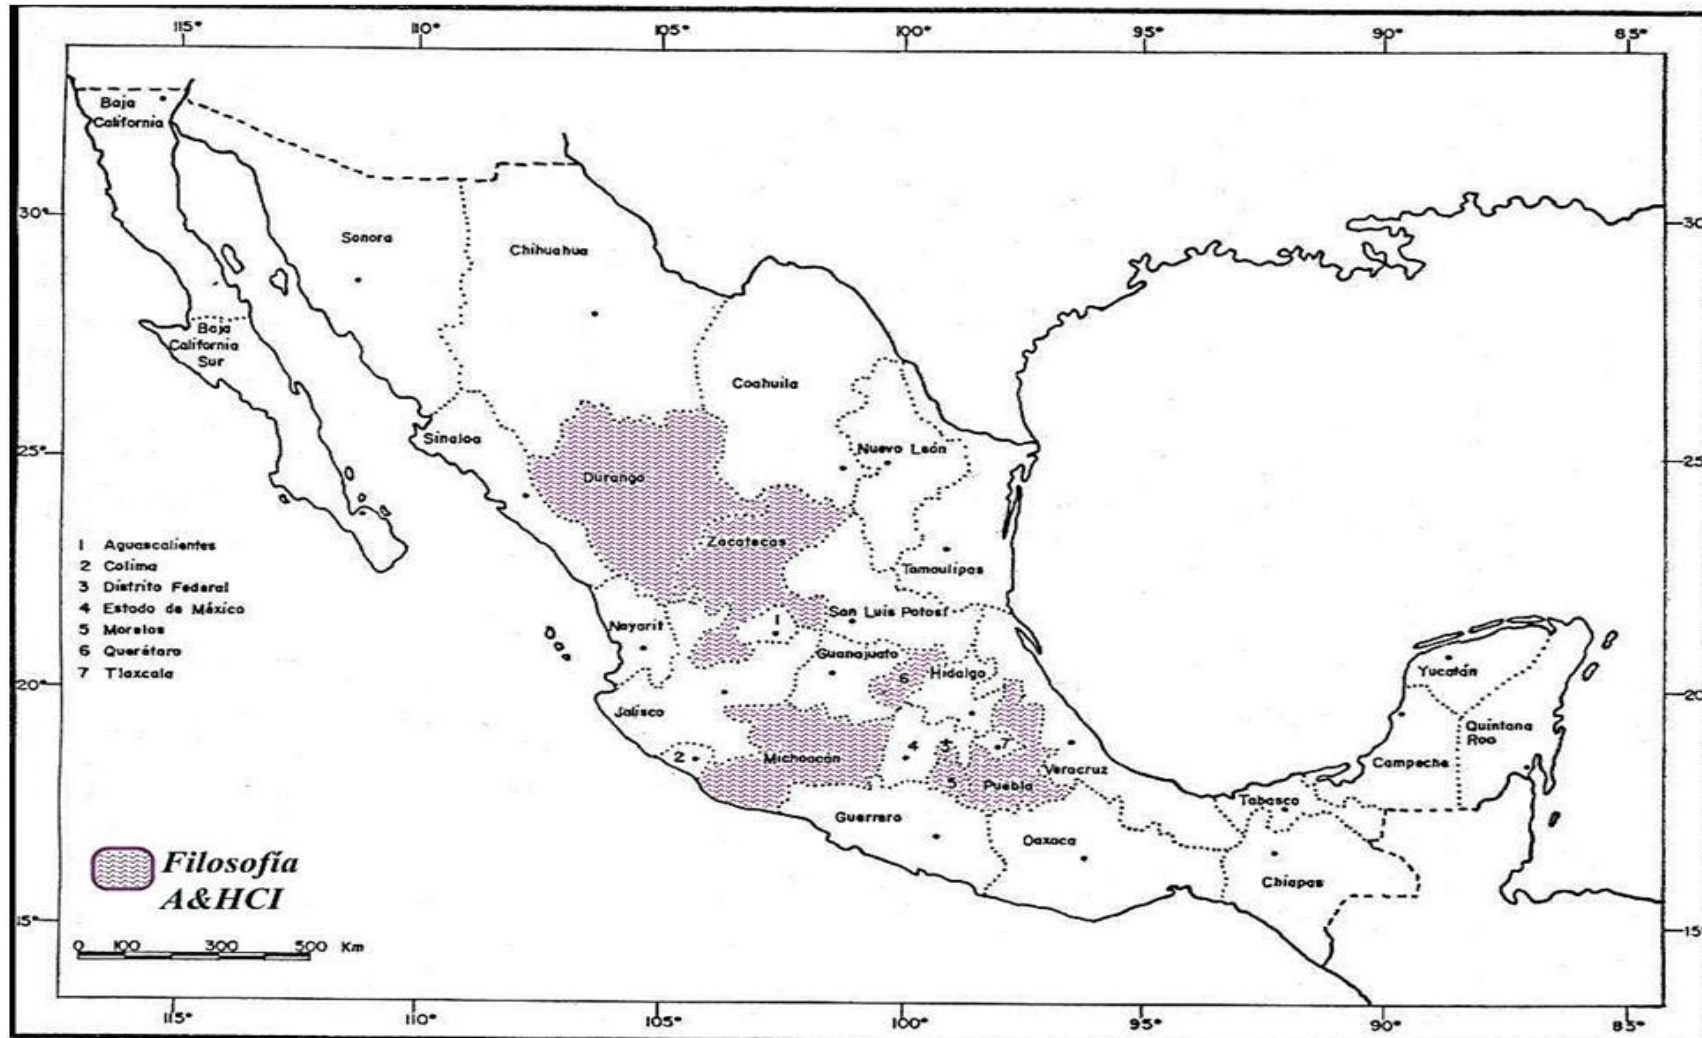 115° 110° 105° 100° 95° 90° 85°
Baja
California
Sonora
Chihuahua
30°
30
Baja
California
Sur
Coahuila
Sinaloa
Nuevo León
25°
25
Durango
Zacatecas
Tamaulipas
1 Aguascalientes
2 Colima
3 Distrito Federal
4 Estado de México
5 Morelos
6 Querétaro
7 Tlaxcala
Nayarit
1
San Luis Potosí
Guanajuato
6
Hidalgo
Yucatán
20°
20
Jalisco
Quintana
Roo
2
Michoacán
4
3
7
Veracruz
Campeche
5
Puebla
Tabasco
Guerrero
Oaxaca
Chiapas
Filosofía
A&HCI
15°
15
0 100 300 500 Km
115° 110° 105° 100° 95° 90° 85°